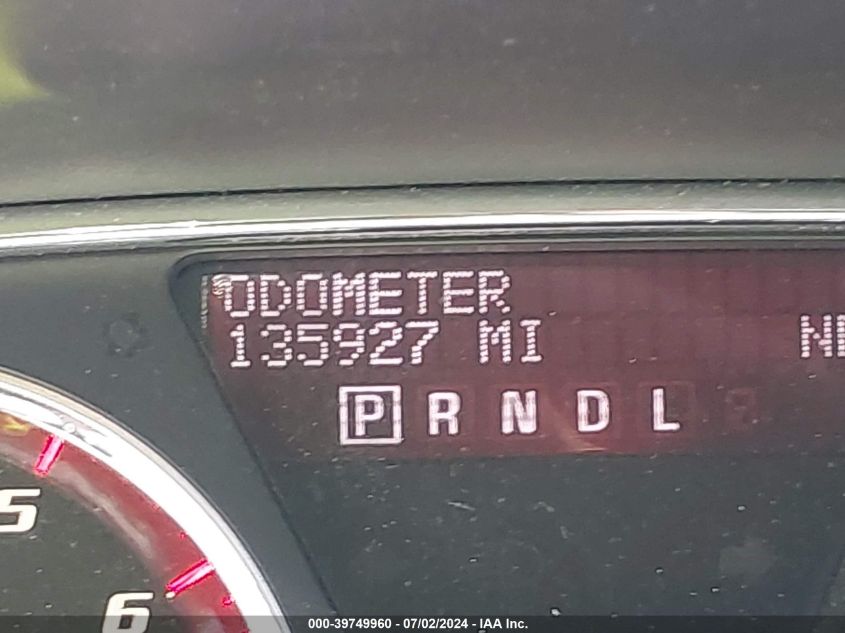 ODOMETER
135927 MI
P R N D L
5
6
000-39749960 - 07/02/2024 - IAA Inc.